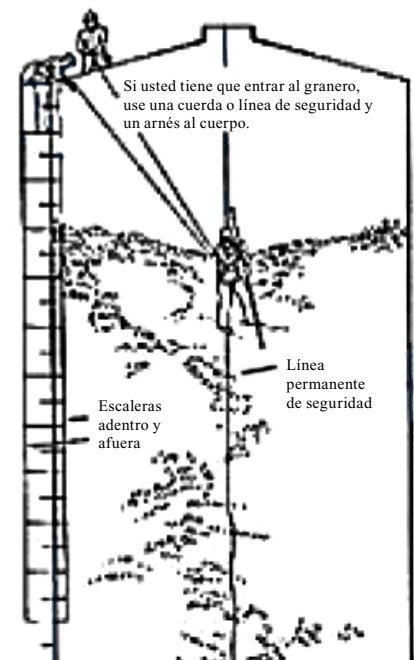 Si usted tiene que entrar al granero,
use una cuerda o línea de seguridad y
un arnés al cuerpo.
Línea
permanente
de seguridad
Escaleras
adentro y
afuera